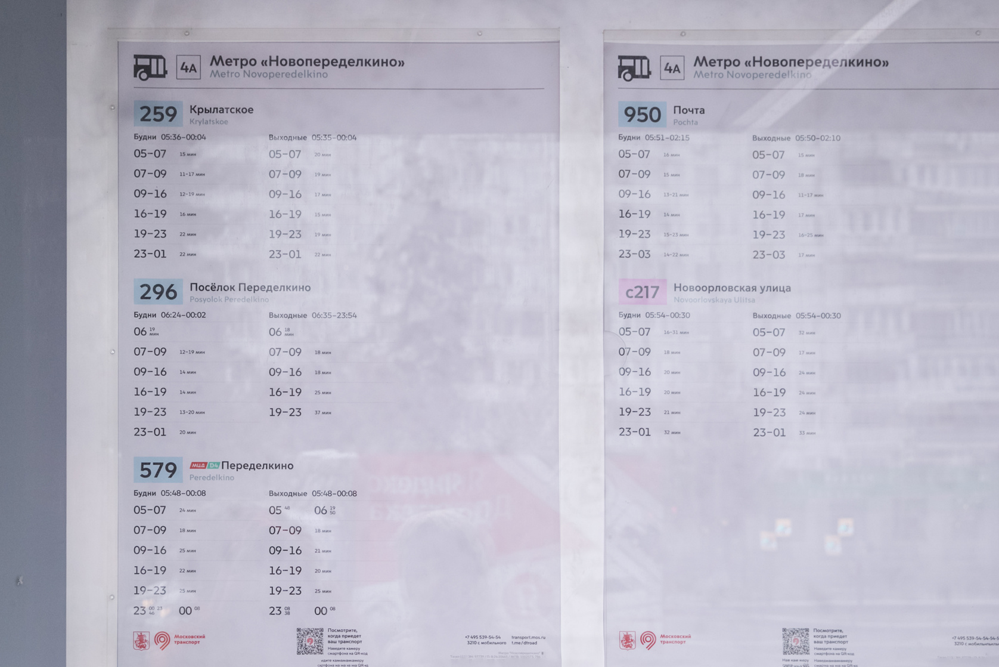 4А Метро «Новопеределкино»
Metro Novoperedelkino
259 Крылатское
Krylatskoe
Будни 05:36–00:04 Выходные 05:35–00:04
05–07 15 мин 05–07 20 мин
07–09 11–17 мин 07–09 19 мин
09–16 12–19 мин 09–16 17 мин
16–19 16 мин 16–19 15 мин
19–23 22 мин 19–23 19 мин
23–01 22 мин 23–01 22 мин
296 Посёлок Переделкино
Posyolok Peredelkino
Будни 06:24–00:02 Выходные 06:35–23:54
06 19 мин 06 18 мин
07–09 12–19 мин 07–09 18 мин
09–16 14 мин 09–16 18 мин
16–19 14 мин 16–19 25 мин
19–23 13–20 мин 19–23 37 мин
23–01 20 мин
579 МЦД D4 Переделкино
Peredelkino
Будни 05:48–00:08 Выходные 05:48–00:08
05–07 24 мин 05 48 06 19 50
07–09 18 мин 07–09 18 мин
09–16 25 мин 09–16 21 мин
16–19 22 мин 16–19 20 мин
19–23 25 мин 19–23 25 мин
23 00 23 46 00 08 23 08 38 00 08
Московский
транспорт
Посмотрите,
когда приедет
ваш транспорт
Наведите камеру
смартфона на QR-код
+7 495 539-54-54 transport.mos.ru
3210 с мобильного t.me/dtroad
4А Метро «Новопеределкино»
Metro Novoperedelkino
950 Почта
Pochta
Будни 05:51–02:15 Выходные 05:50–02:10
05–07 16 мин 05–07 15 мин
07–09 15 мин 07–09 18 мин
09–16 13–21 мин 09–16 11–17 мин
16–19 14 мин 16–19 17 мин
19–23 15–23 мин 19–23 16–25 мин
23–03 14–22 мин 23–03 17 мин
с217 Новоорловская улица
Novoorlovskaya Ulitsa
Будни 05:54–00:30 Выходные 05:54–00:30
05–07 16–31 мин 05–07 32 мин
07–09 18 мин 07–09 17 мин
09–16 20 мин 09–16 24 мин
16–19 20 мин 16–19 24 мин
19–23 21 мин 19–23 24 мин
23–01 32 мин 23–01 33 мин
Московский
транспорт
Посмотрите,
когда приедет
ваш транспорт
Наведите камеру
смартфона на QR-код